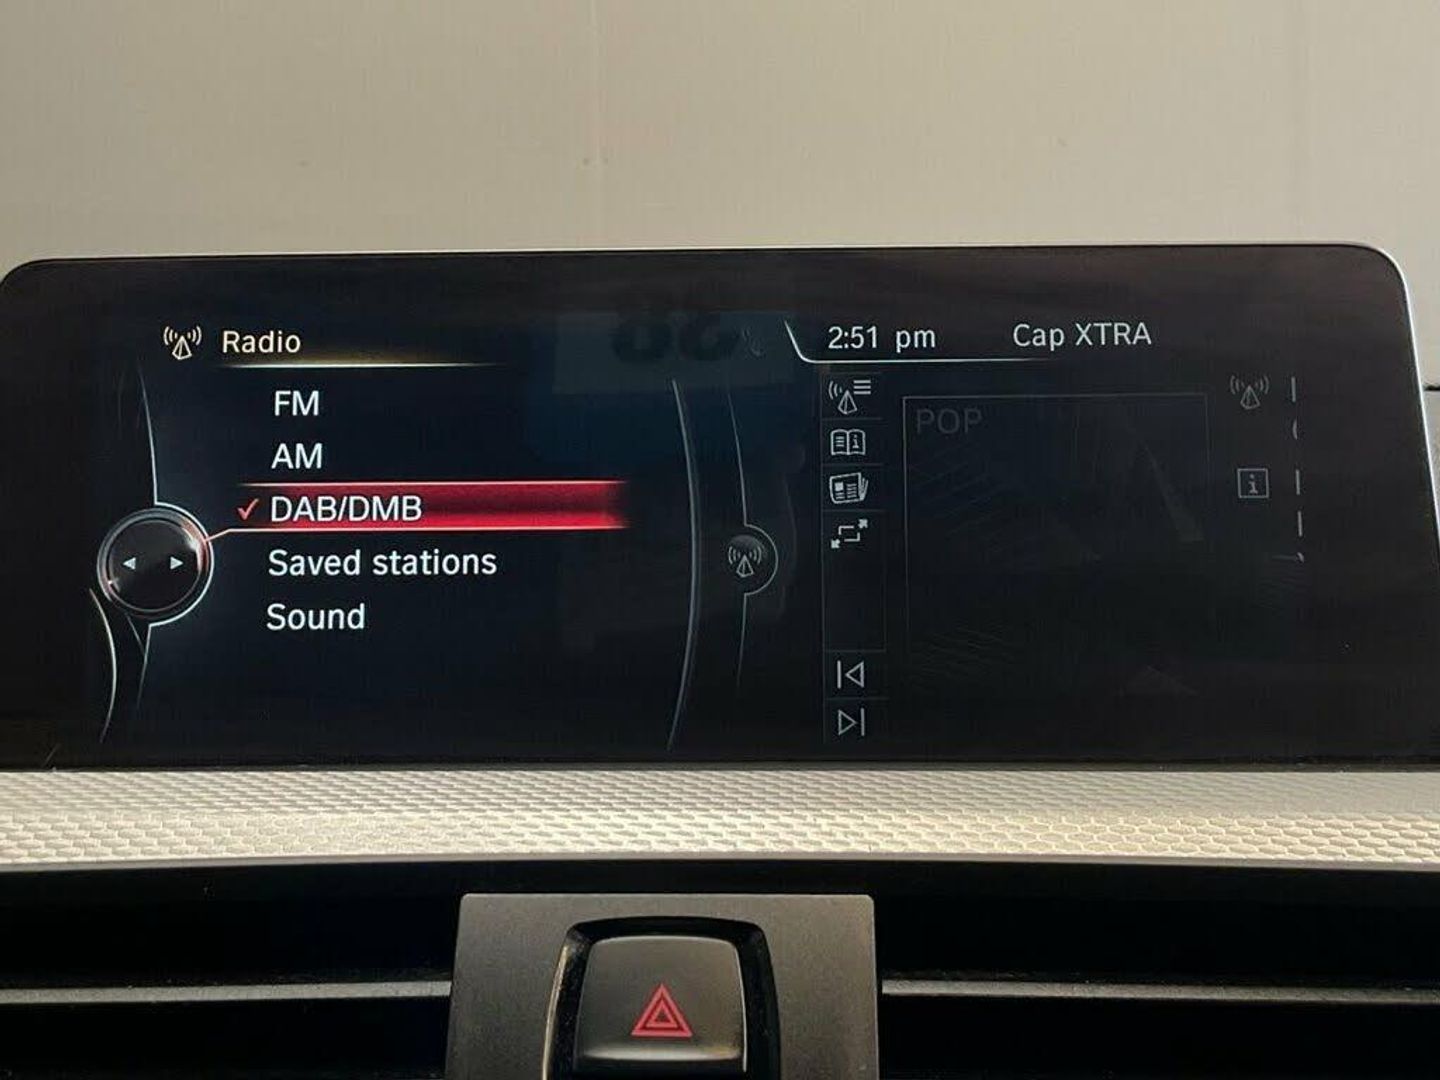 Radio
2:51 pm
Cap XTRA
FM
AM
DAB/DMB
Saved stations
Sound
POP